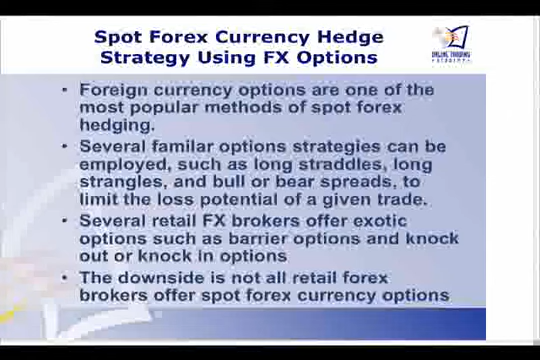 Spot Forex Currency Hedge
Strategy Using FX Options
ONLINE TRADING
ACADEMY
• Foreign currency options are one of the
most popular methods of spot forex
hedging.
• Several familar options strategies can be
employed, such as long straddles, long
strangles, and bull or bear spreads, to
limit the loss potential of a given trade.
• Several retail FX brokers offer exotic
options such as barrier options and knock
out or knock in options
• The downside is not all retail forex
brokers offer spot forex currency options